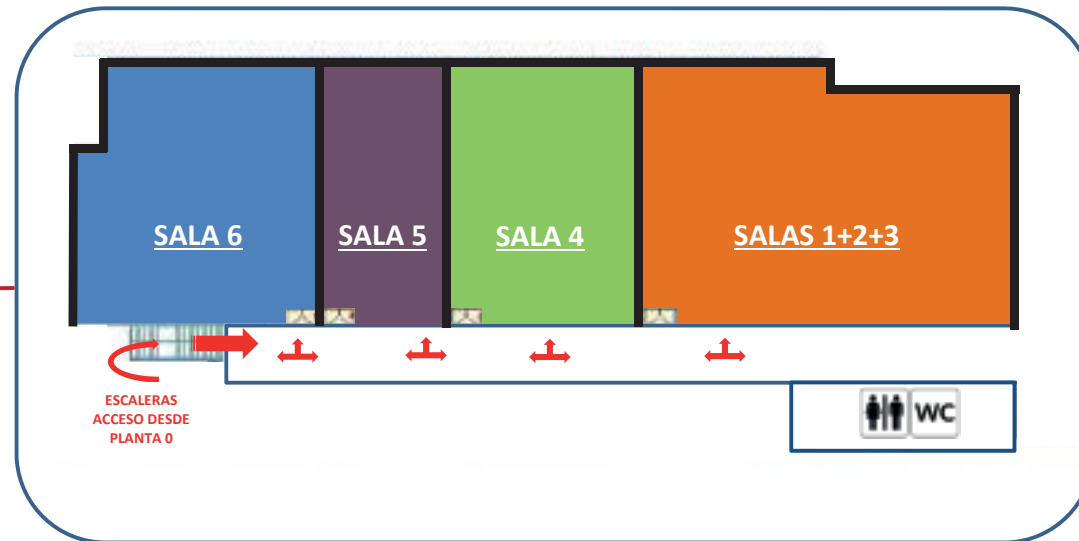 SALA 6
SALA 5
SALA 4
SALAS 1+2+3
ESCALERAS
ACCESO DESDE
PLANTA 0
WC